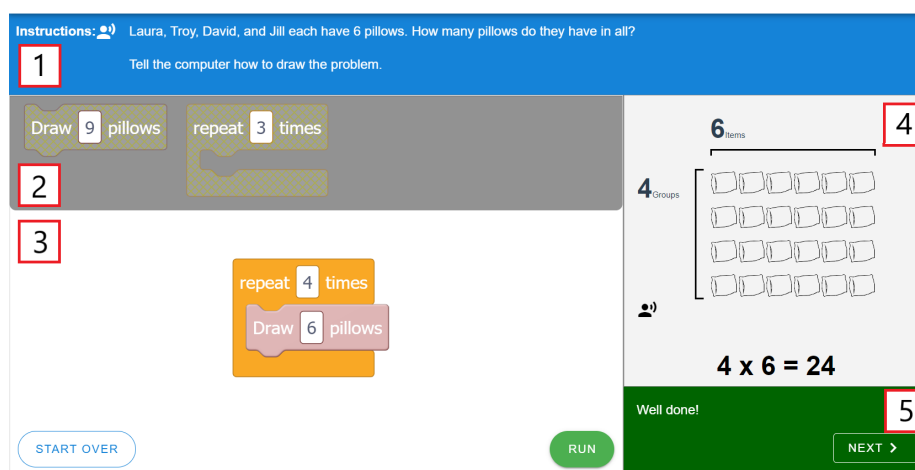 Instructions: Laura, Troy, David, and Jill each have 6 pillows. How many pillows do they have in all?
1
Tell the computer how to draw the problem.
Draw 9 pillows
repeat 3 times
2
3
repeat 4 times
Draw 6 pillows
START OVER
RUN
4
6 Items
4 Groups
4 x 6 = 24
Well done!
5
NEXT >